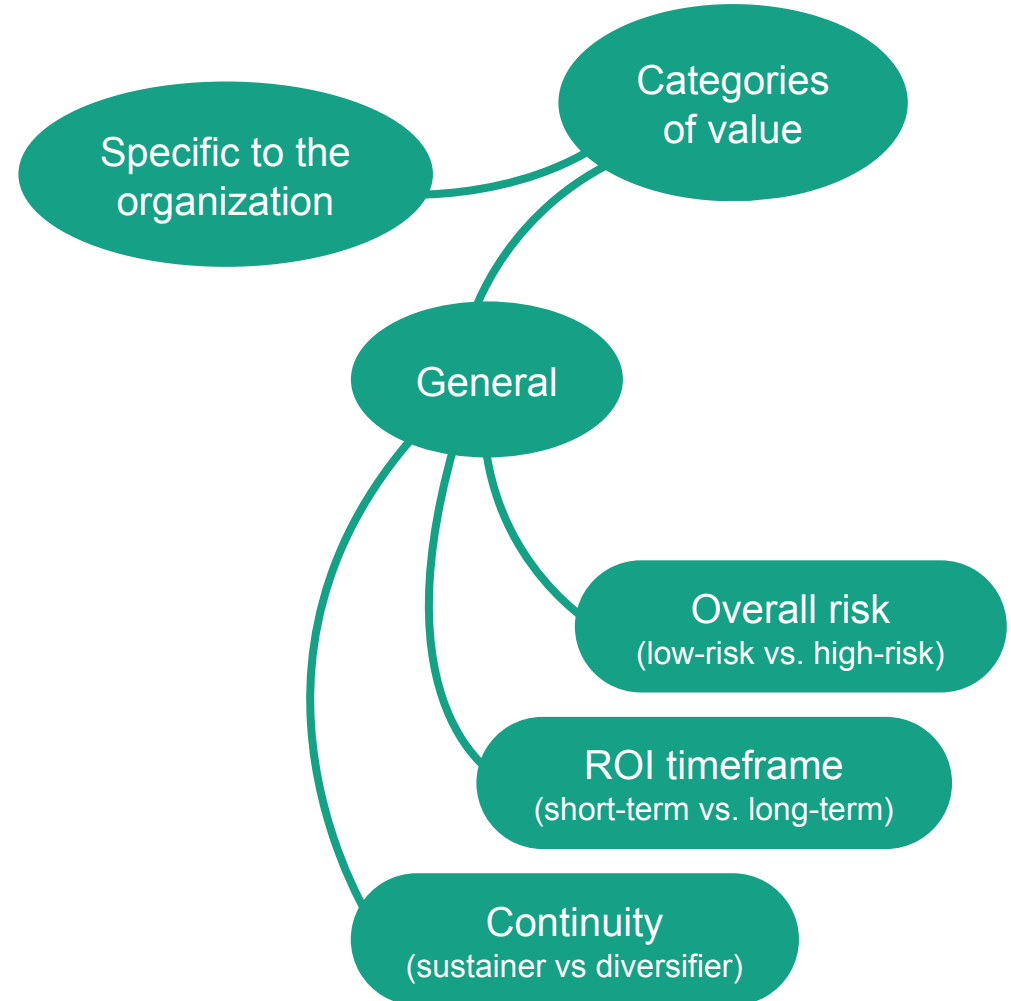 Categories
of value
Specific to the
organization
General
Overall risk
(low-risk vs. high-risk)
ROI timeframe
(short-term vs. long-term)
Continuity
(sustainer vs diversifier)